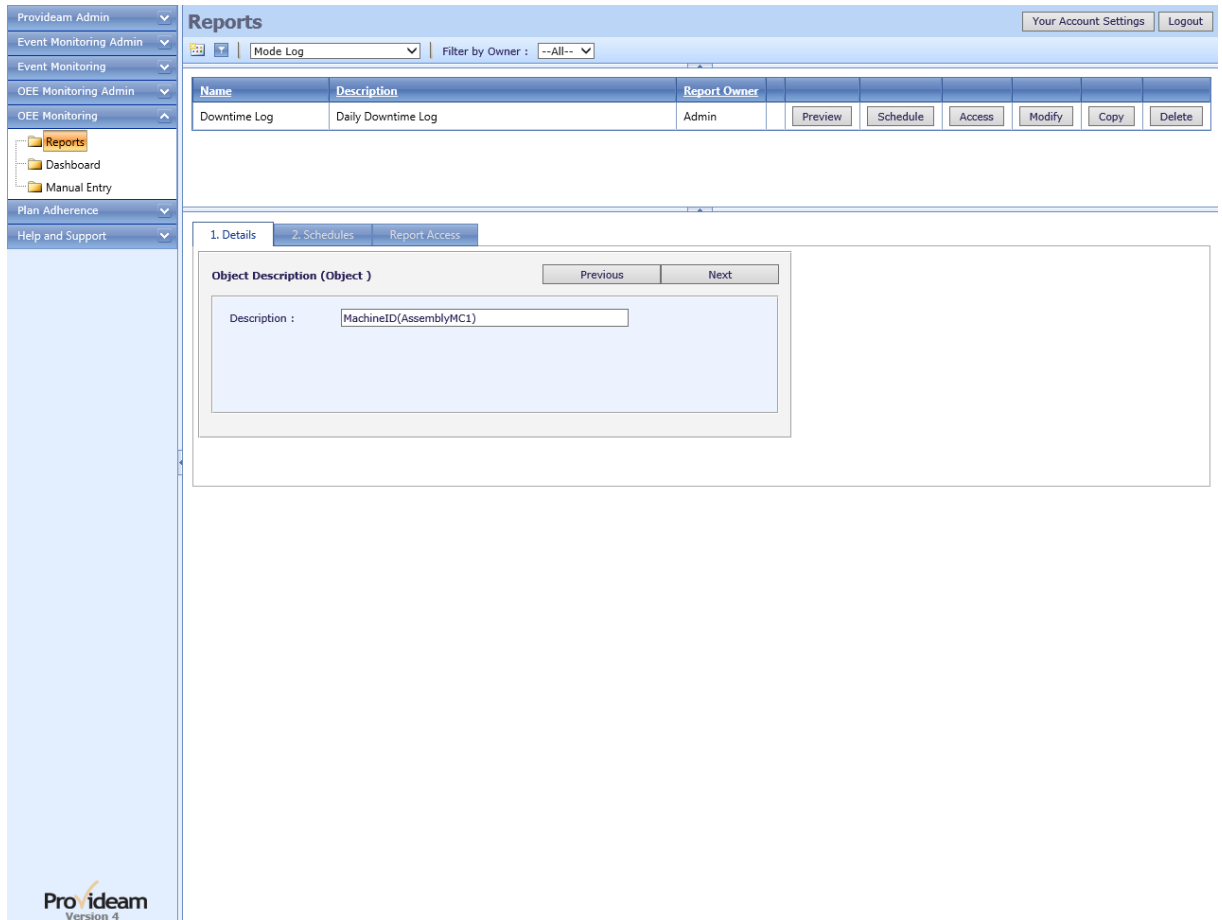 Provideam Admin
Event Monitoring Admin
Event Monitoring
OEE Monitoring Admin
OEE Monitoring
Reports
Dashboard
Manual Entry
Plan Adherence
Help and Support
Provideam
Version 4
Reports
Your Account Settings Logout
Mode Log Filter by Owner : --All--
Name Description Report Owner
Downtime Log Daily Downtime Log Admin Preview Schedule Access Modify Copy Delete
1. Details 2. Schedules Report Access
Object Description (Object ) Previous Next
Description : MachineID(AssemblyMC1)